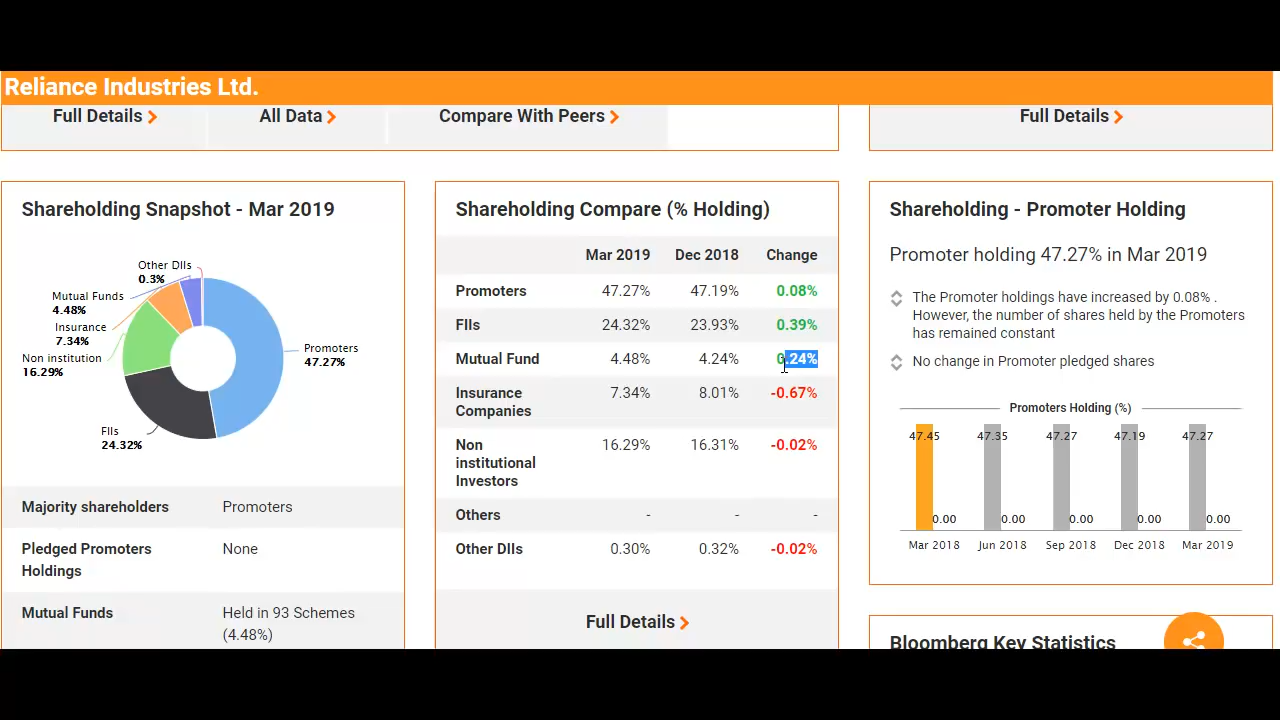 Reliance Industries Ltd.
Full Details
All Data
Compare With Peers
Full Details
Shareholding Snapshot - Mar 2019
Other DIIs
0.3%
Mutual Funds
4.48%
Insurance
7.34%
Non institution
16.29%
Promoters
47.27%
FIIs
24.32%
Majority shareholders Promoters
Pledged Promoters None
Holdings
Mutual Funds Held in 93 Schemes
(4.48%)
Shareholding Compare (% Holding)
Mar 2019 Dec 2018 Change
Promoters 47.27% 47.19% 0.08%
FIIs 24.32% 23.93% 0.39%
Mutual Fund 4.48% 4.24% 0.24%
Insurance 7.34% 8.01% -0.67%
Companies
Non 16.29% 16.31% -0.02%
institutional
Investors
Others - - -
Other DIIs 0.30% 0.32% -0.02%
Full Details
Shareholding - Promoter Holding
Promoter holding 47.27% in Mar 2019
The Promoter holdings have increased by 0.08% .
However, the number of shares held by the Promoters
has remained constant
No change in Promoter pledged shares
Promoters Holding (%)
47.45 47.35 47.27 47.19 47.27
0.00 0.00 0.00 0.00 0.00
Mar 2018 Jun 2018 Sep 2018 Dec 2018 Mar 2019
Bloomberg Key Statistics